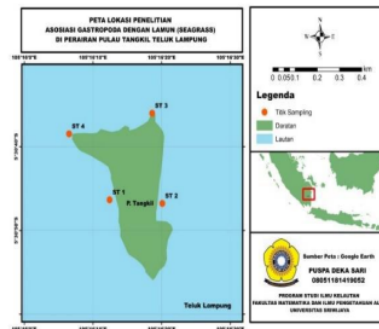 PETA LOKASI PENELITIAN
ASOSIASI GASTROPODA DENGAN LAMUN (SEAGRASS)
DI PERAIRAN PULAU TANGKIL TELUK LAMPUNG
ST 3
ST 4
ST 1
P. Tangkil
ST 2
Teluk Lampung
N
km
0 0.05 0.1 0.2 0.3 0.4
Legenda
Titik Sampling
Daratan
Lautan
Sumber Peta : Google Earth
PUSPA DEKA SARI
08051181419052
PROGRAM STUDI ILMU KELAUTAN
FAKULTAS MATEMATIKA DAN ILMU PENGETAHUAN AL
UNIVERSITAS SRIWIJAYA